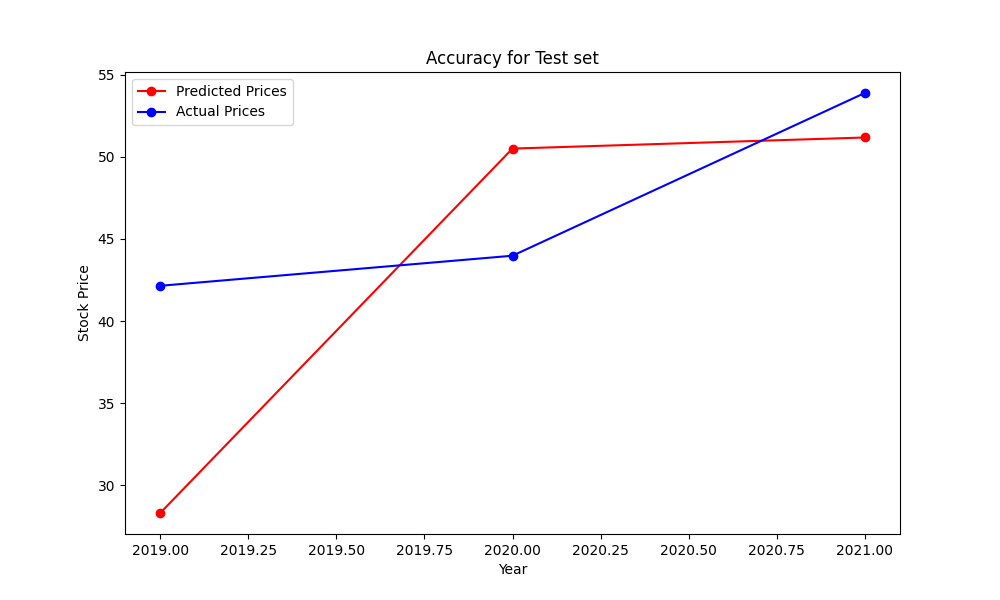 Accuracy for Test set
Predicted Prices
Actual Prices
55
50
45
40
35
30
Stock Price
2019.00 2019.25 2019.50 2019.75 2020.00 2020.25 2020.50 2020.75 2021.00
Year